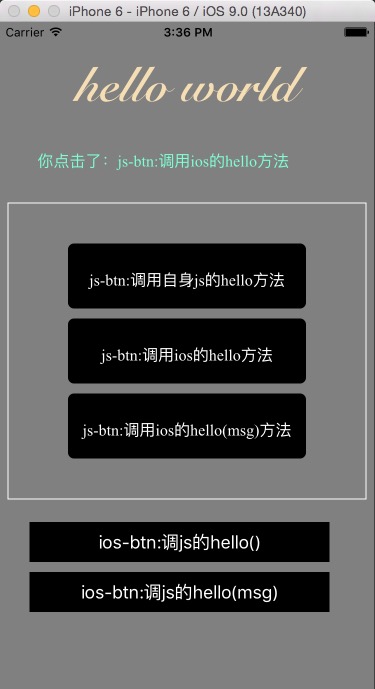 iPhone 6 - iPhone 6 / iOS 9.0 (13A340)
Carrier 3:36 PM
hello world
你点击了：js-btn:调用ios的hello方法
js-btn:调用自身js的hello方法
js-btn:调用ios的hello方法
js-btn:调用ios的hello(msg)方法
ios-btn:调js的hello()
ios-btn:调js的hello(msg)